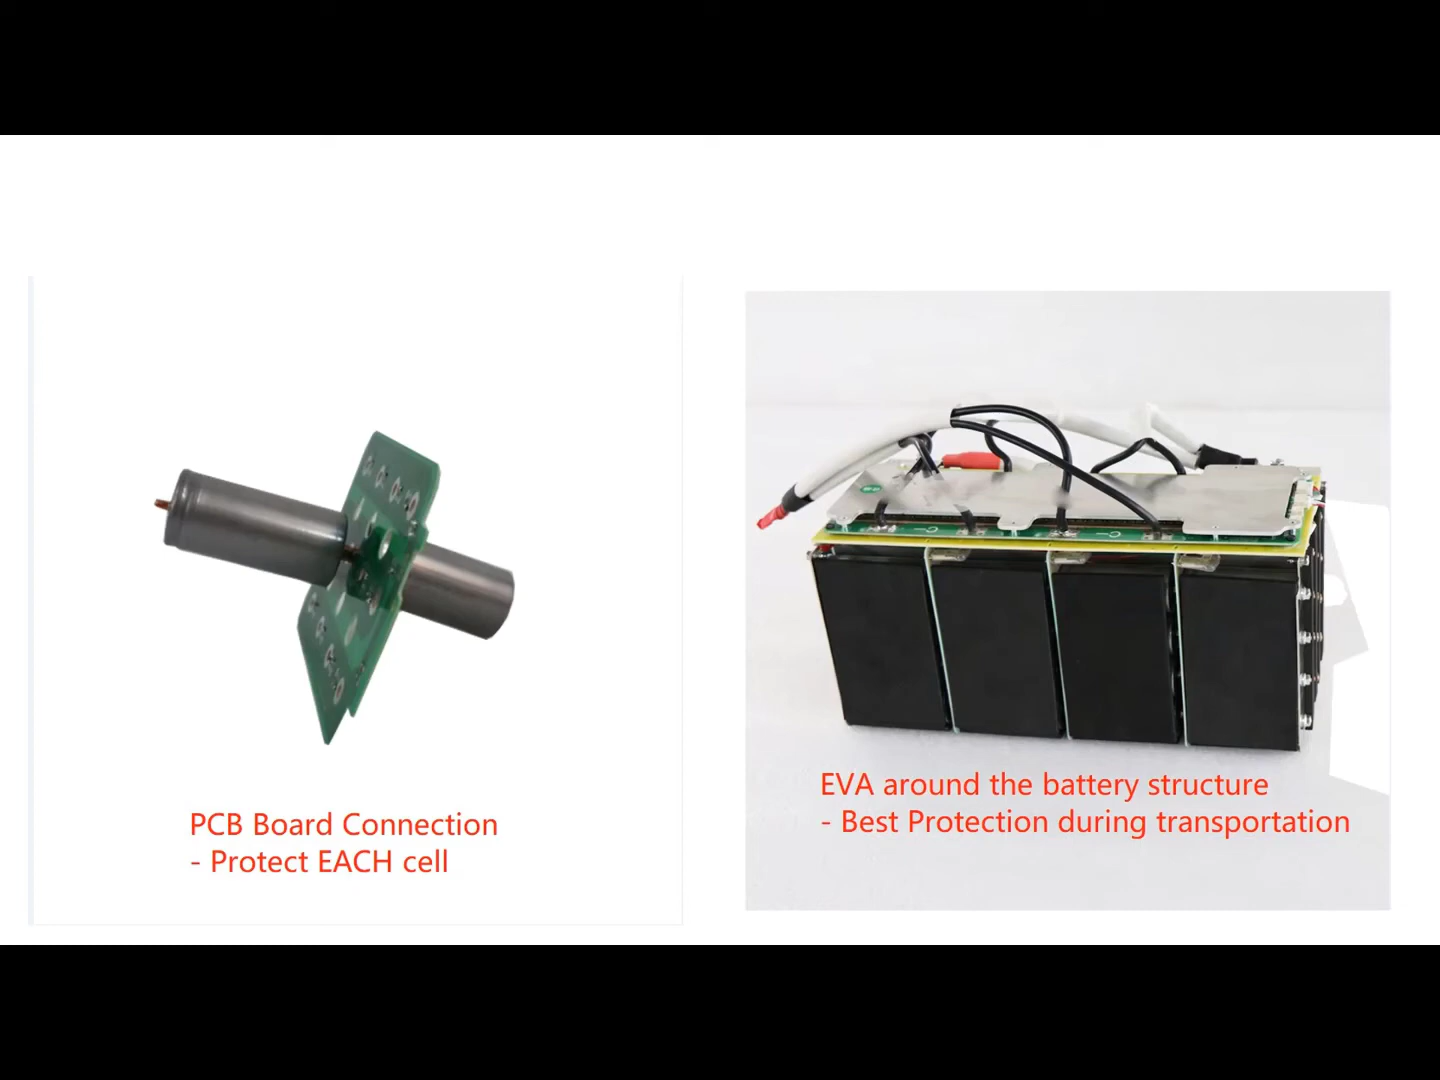 PCB Board Connection
- Protect EACH cell
EVA around the battery structure
- Best Protection during transportation